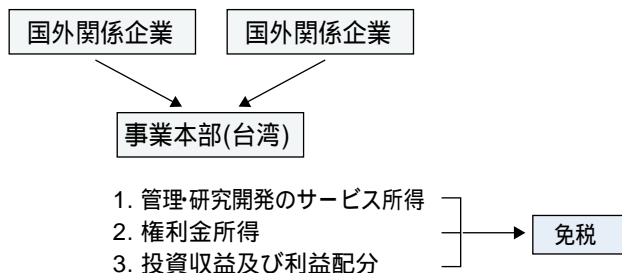 国外関係企業 国外関係企業
事業本部(台湾)
1. 管理・研究開発のサービス所得
2. 権利金所得
免税
3. 投資収益及び利益配分